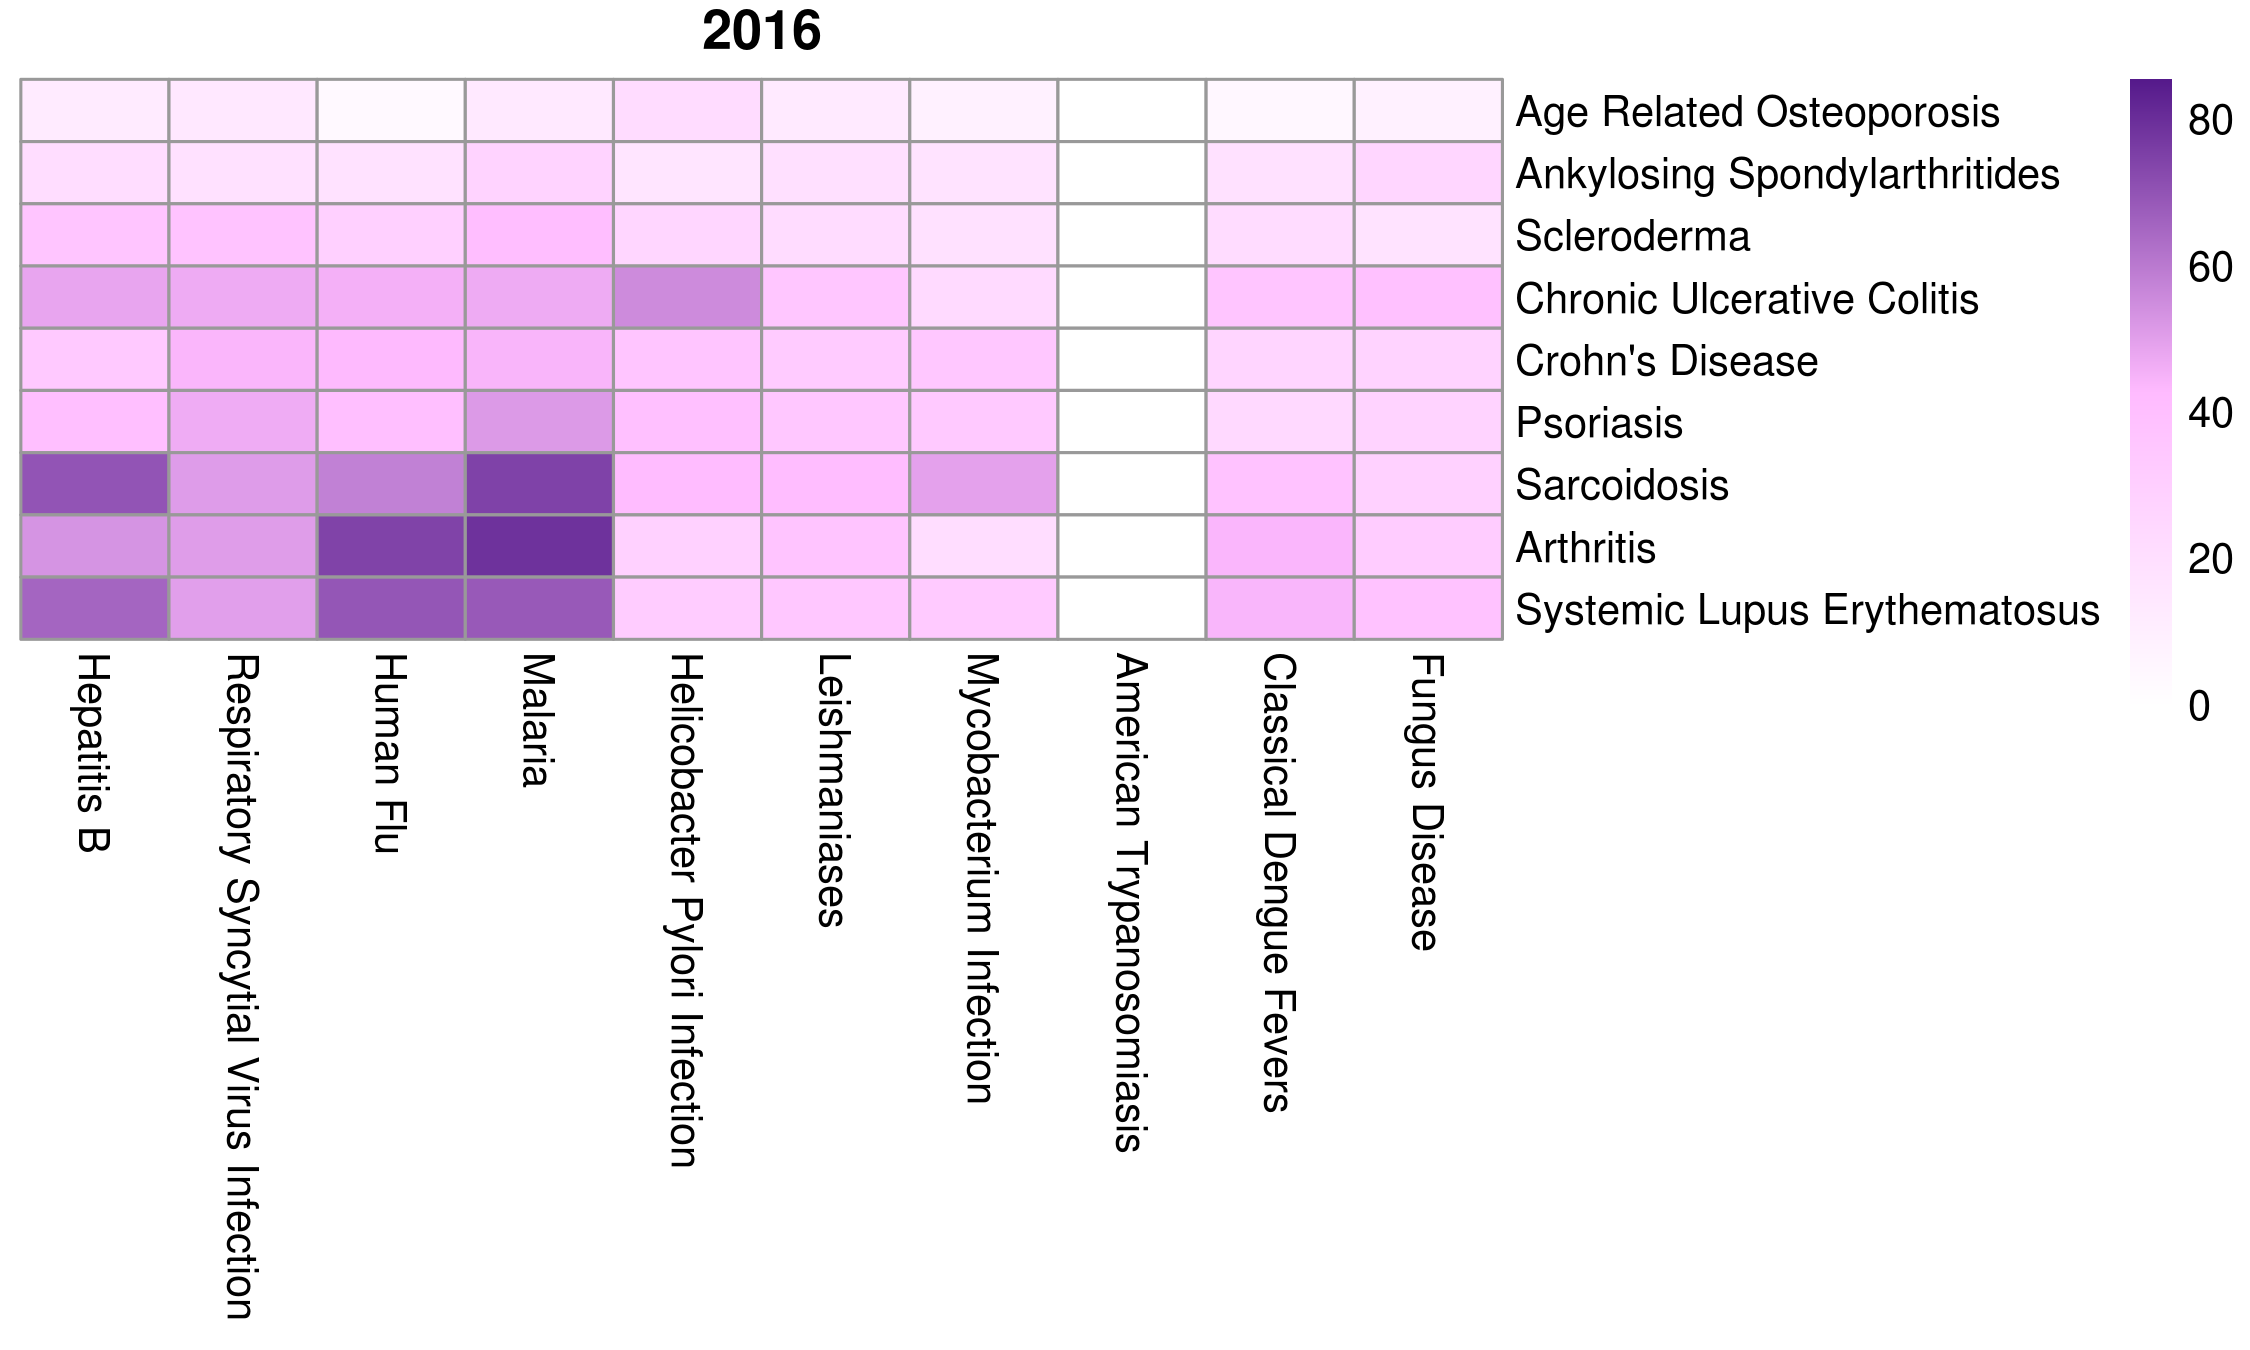 2016
Age Related Osteoporosis
Ankylosing Spondylarthritides
Scleroderma
Chronic Ulcerative Colitis
Crohn's Disease
Psoriasis
Sarcoidosis
Arthritis
Systemic Lupus Erythematosus
80
60
40
20
0
Hepatitis B
Respiratory Syncytial Virus Infection
Human Flu
Malaria
Helicobacter Pylori Infection
Leishmaniases
Mycobacterium Infection
American Trypanosomiasis
Classical Dengue Fevers
Fungus Disease